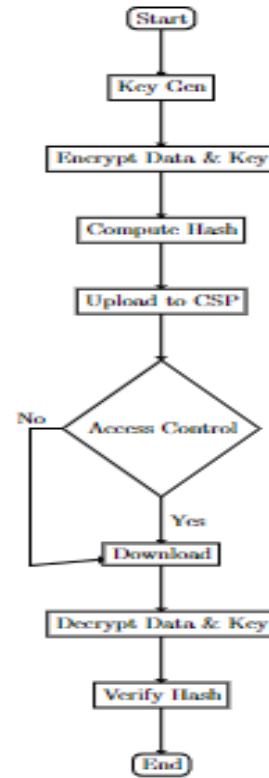 Start
Key Gen
Encrypt Data & Key
Compute Hash
Upload to CSP
Access Control
No
Yes
Download
Decrypt Data & Key
Verify Hash
End